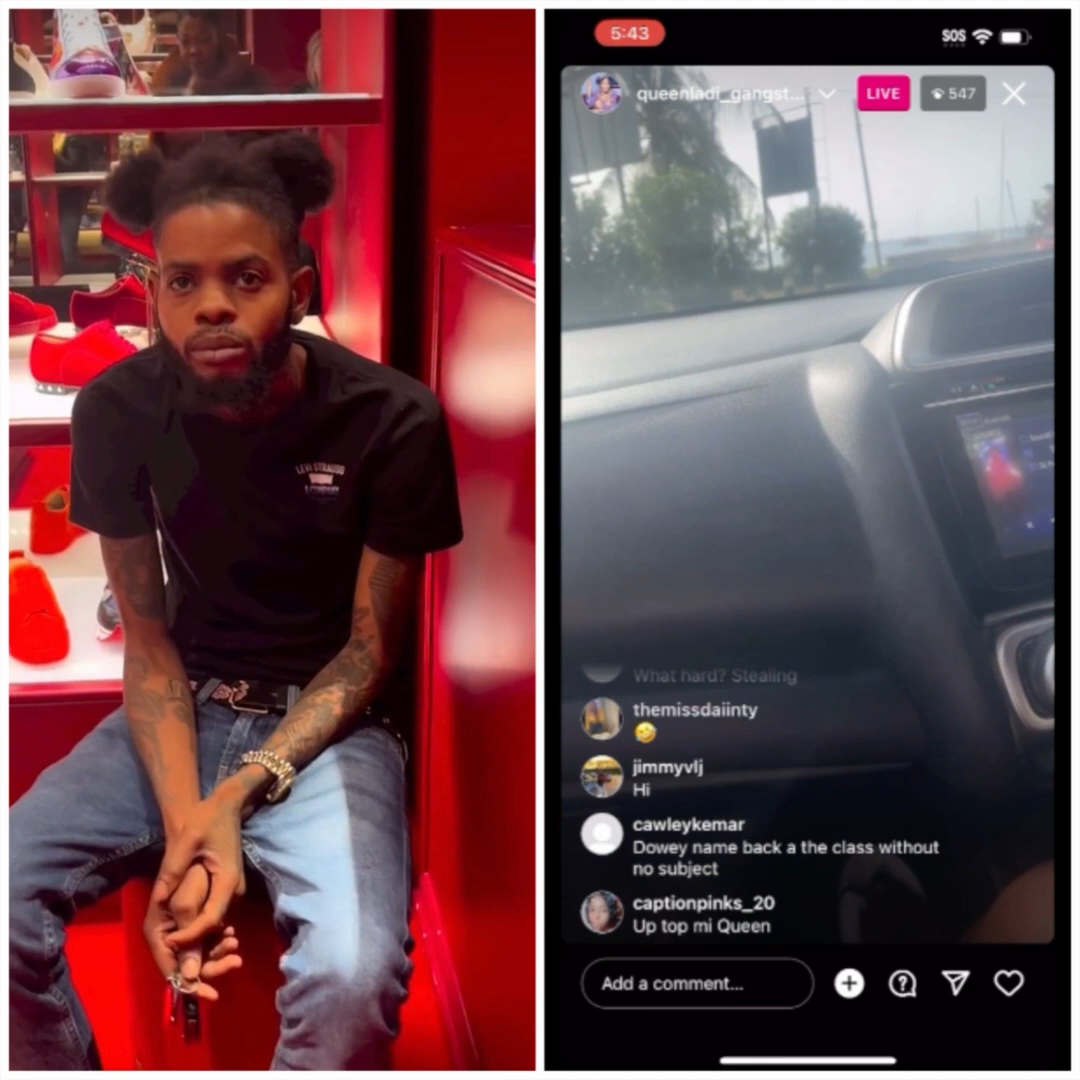 LEVI STRAUSS
& COMPANY
5:43
SOS
queenladi_gangst...
LIVE
547
What hard? Stealing
themissdaiinty
🤣
jimmyvlj
Hi
cawleykemar
Dowey name back a the class without
no subject
captionpinks_20
Up top mi Queen
Add a comment...